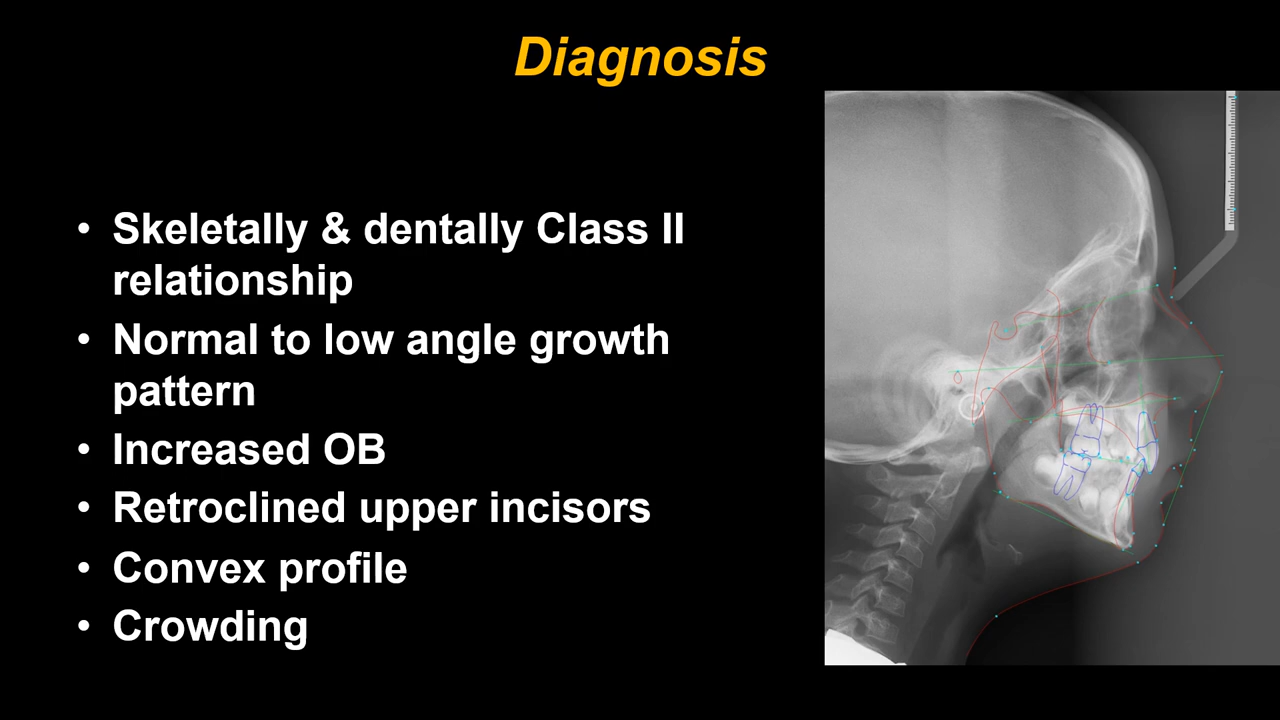 Diagnosis
• Skeletally & dentally Class II
relationship
• Normal to low angle growth
pattern
• Increased OB
• Retroclined upper incisors
• Convex profile
• Crowding